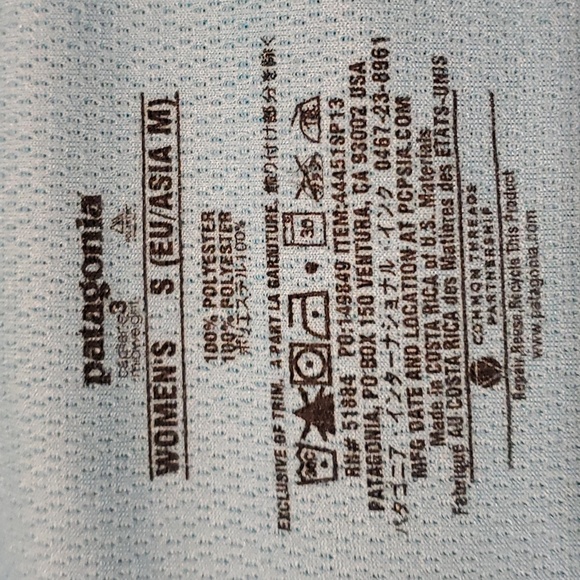 patagonia
capilene 3
midweight
WOMEN'S S (EU/ASIA M)
100% POLYESTER
100% POLYESTER
ポリエステル100%
EXCLUSIVE OF TRIM. A PART LA GARNITURE. 飾り付け部分を除く
30
RN# 51884 PO:149849 ITEM:44451SP13
PATAGONIA, PO BOX 150 VENTURA, CA 93002 USA
パタゴニア・インターナショナル・インク 0467-23-8961
MFG DATE AND LOCATION AT PCPSIA.COM
Made in COSTA RICA of U.S. Materials
Fabriqué AU COSTA RICA des Matières des ÉTATS-UNIS
COMMON THREADS
PARTNERSHIP
Repair, Reuse, Recycle This Product
www.patagonia.com